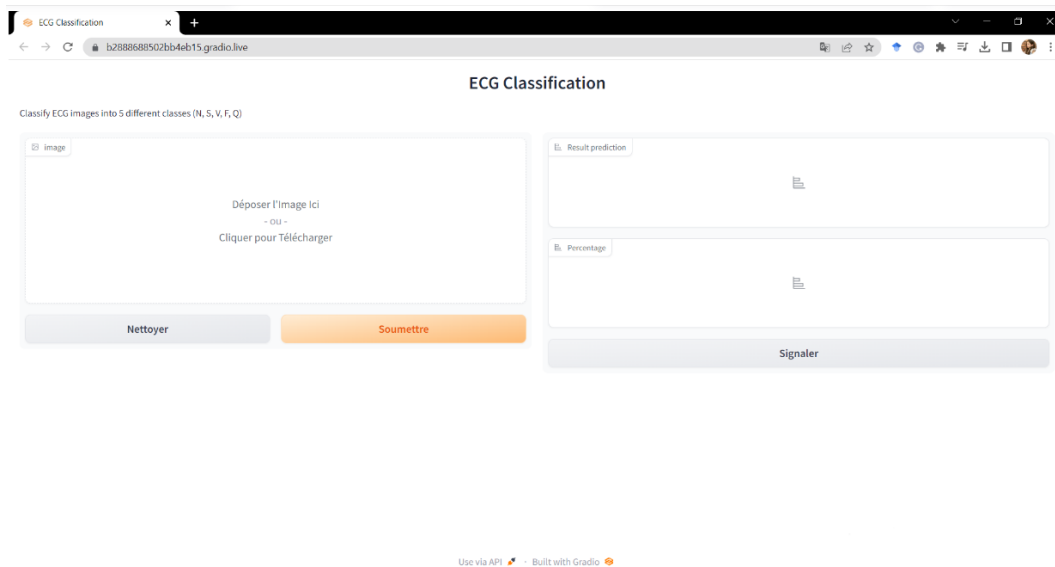 ECG Classification
b2888688502bb4eb15.gradio.live
ECG Classification
Classify ECG images into 5 different classes (N, S, V, F, Q)
image
Déposer l'Image Ici
- ou -
Cliquer pour Télécharger
Nettoyer
Soumettre
Result prediction
Percentage
Signaler
Use via API · Built with Gradio